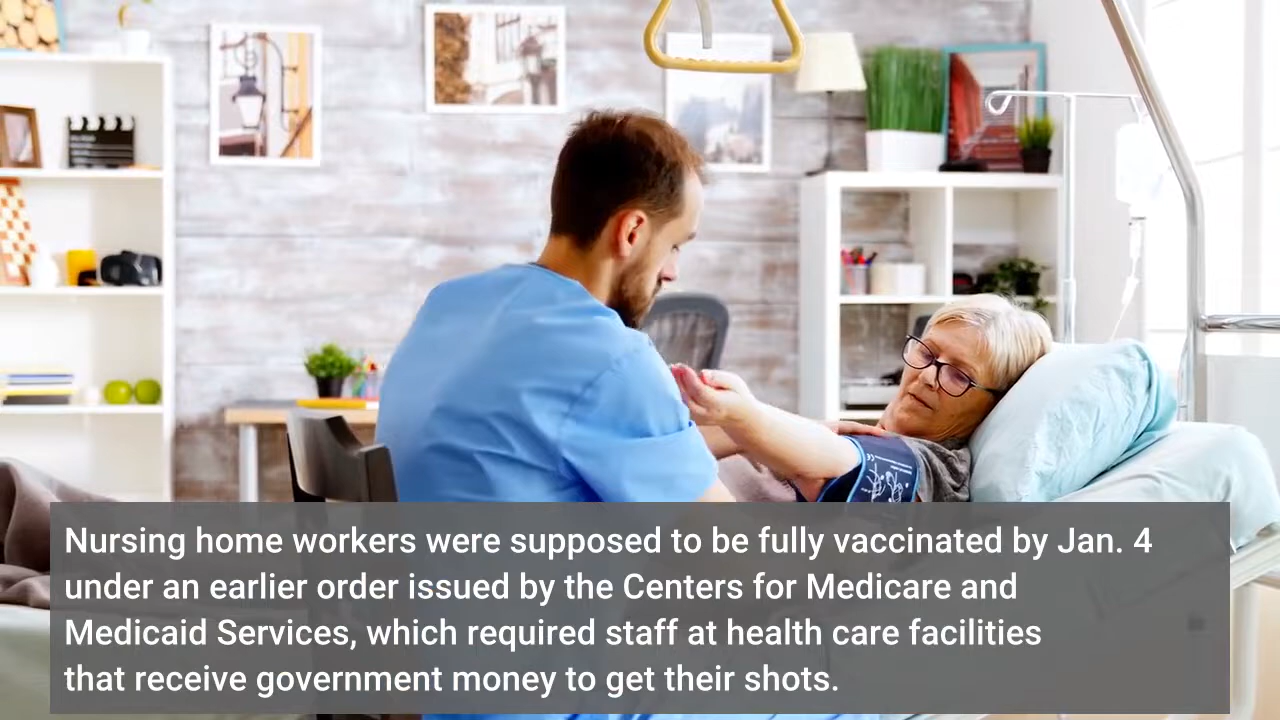 Nursing home workers were supposed to be fully vaccinated by Jan. 4
under an earlier order issued by the Centers for Medicare and
Medicaid Services, which required staff at health care facilities
that receive government money to get their shots.